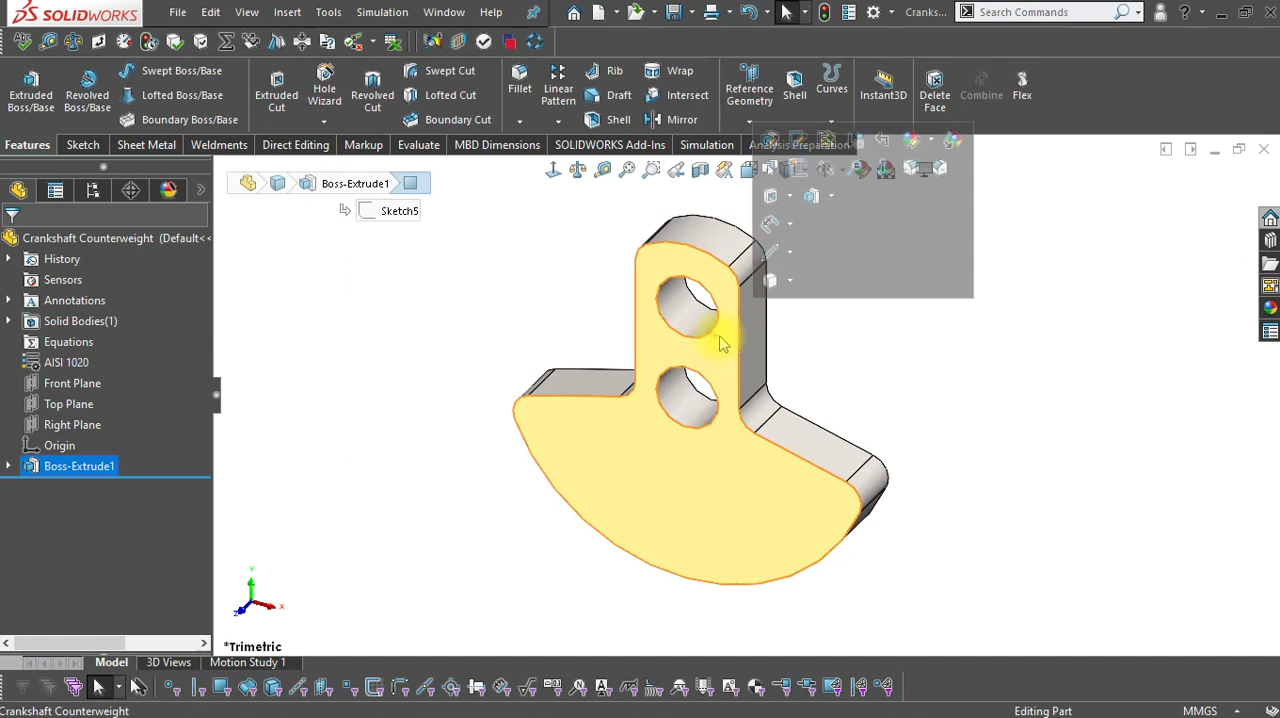 SOLIDWORKS File Edit View Insert Tools Simulation Window Help Cranks... Search Commands ?
Extruded Boss/Base
Revolved Boss/Base
Swept Boss/Base
Lofted Boss/Base
Boundary Boss/Base
Extruded Cut
Hole Wizard
Revolved Cut
Swept Cut
Lofted Cut
Boundary Cut
Fillet
Linear Pattern
Rib
Draft
Shell
Wrap
Intersect
Mirror
Reference Geometry
Shell
Curves
Instant3D
Delete Face
Combine
Flex
Features Sketch Sheet Metal Weldments Direct Editing Markup Evaluate MBD Dimensions SOLIDWORKS Add-Ins Simulation Analysis Preparation
Boss-Extrude1
Sketch5
Crankshaft Counterweight (Default<<
History
Sensors
Annotations
Solid Bodies(1)
Equations
AISI 1020
Front Plane
Top Plane
Right Plane
Origin
Boss-Extrude1
Y
X
Z
*Trimetric
Model 3D Views Motion Study 1
Crankshaft Counterweight Editing Part MMGS